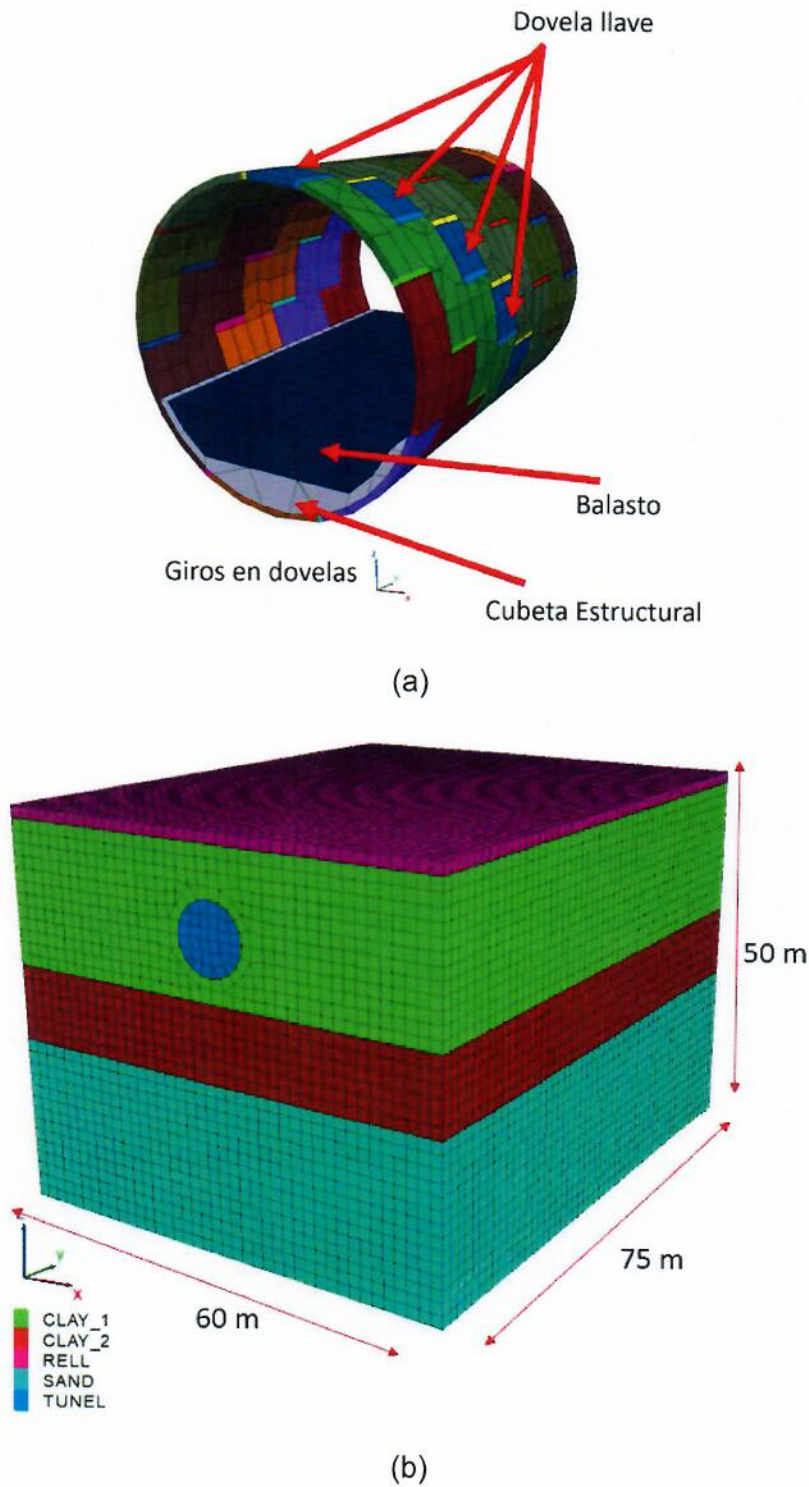 Dovela llave
Balasto
Giros en dovelas
Cubeta Estructural
(a)
50 m
75 m
60 m
z
y
x
CLAY_1
CLAY_2
RELL
SAND
TUNEL
(b)